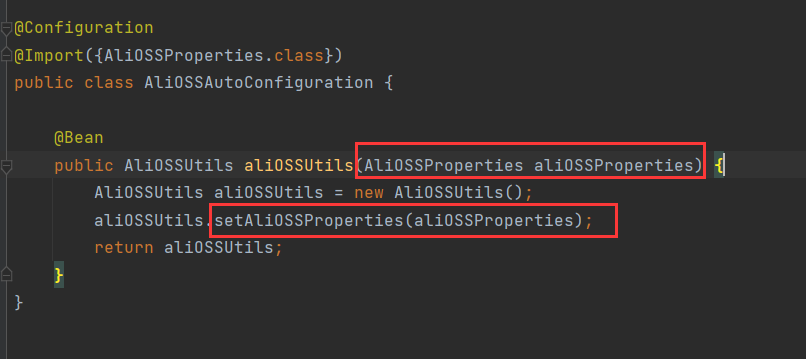 @Configuration
@Import({AliOSSProperties.class})
public class AliOSSAutoConfiguration {
@Bean
public AliOSSUtils aliOSSUtils(AliOSSProperties aliOSSProperties) {
AliOSSUtils aliOSSUtils = new AliOSSUtils();
aliOSSUtils.setAliOSSProperties(aliOSSProperties);
return aliOSSUtils;
}
}